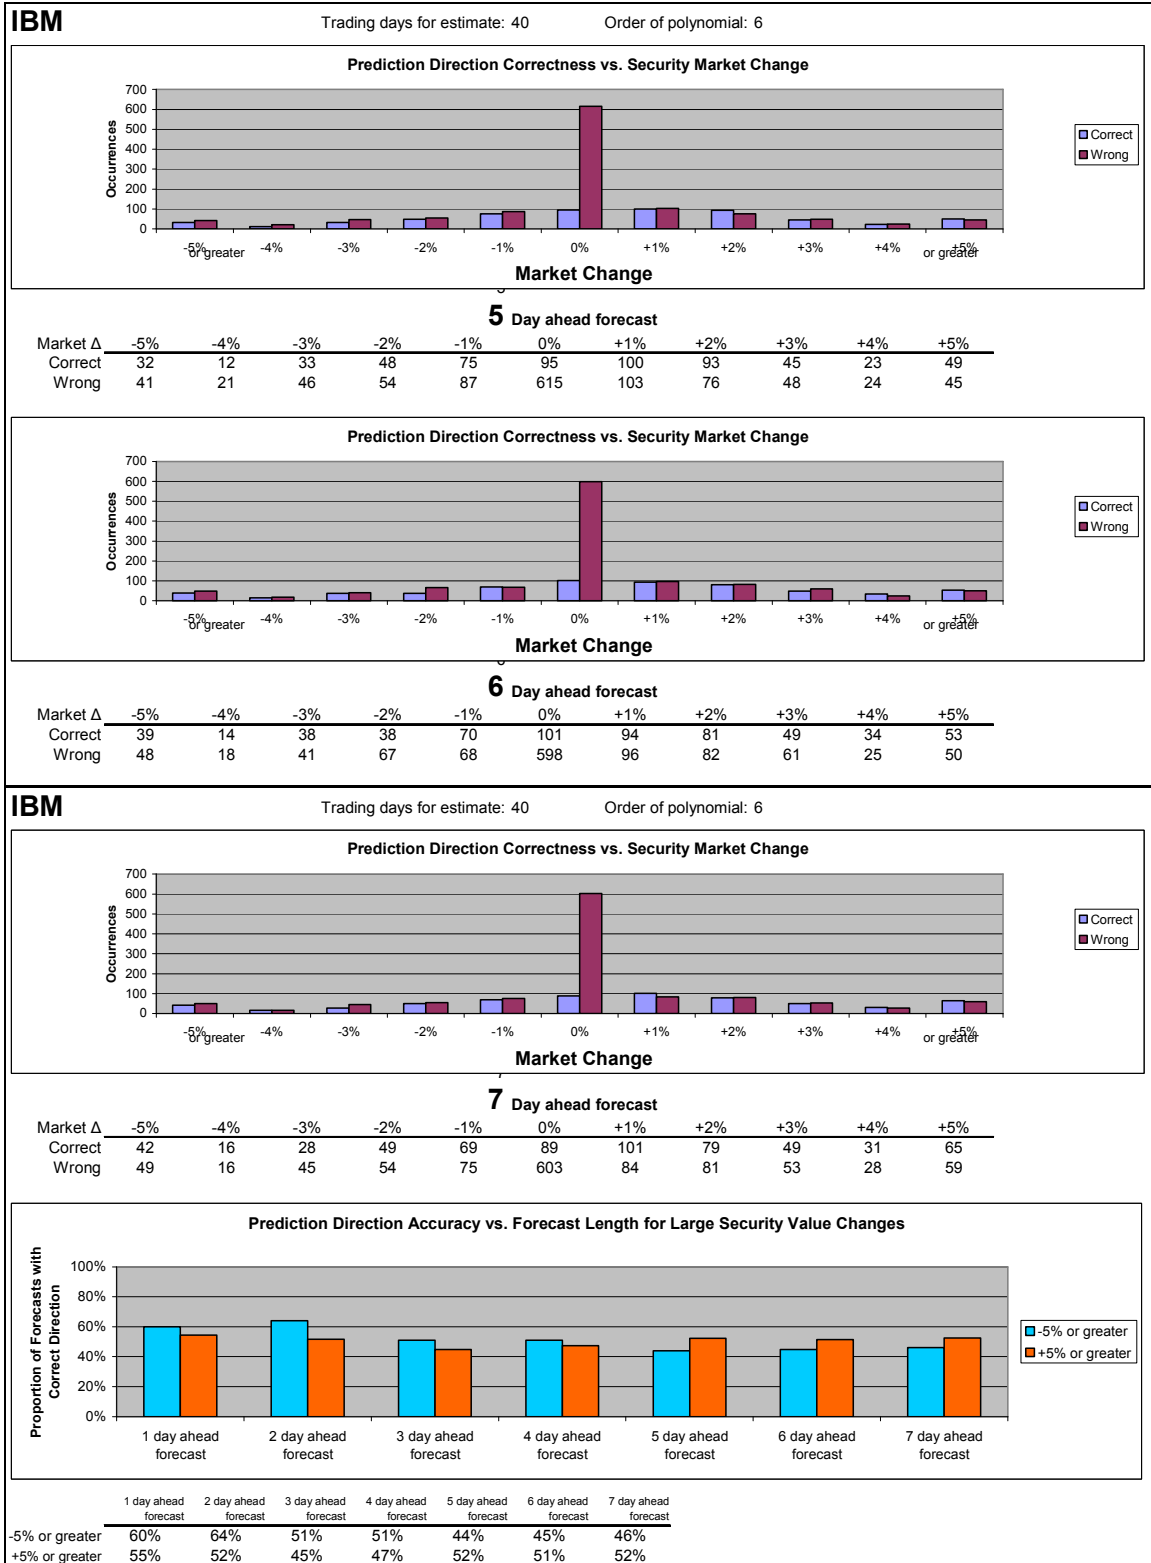 IBM Trading days for estimate: 40 Order of polynomial: 6
Prediction Direction Correctness vs. Security Market Change
700
600
500
400
300
200
100
0
Occurrences
-5% or greater -4% -3% -2% -1% 0% +1% +2% +3% +4% +5% or greater
Market Change
Correct
Wrong
5 Day ahead forecast
Market Δ -5% -4% -3% -2% -1% 0% +1% +2% +3% +4% +5%
Correct 32 12 33 48 75 95 100 93 45 23 49
Wrong 41 21 46 54 87 615 103 76 48 24 45
Prediction Direction Correctness vs. Security Market Change
700
600
500
400
300
200
100
0
Occurrences
-5% or greater -4% -3% -2% -1% 0% +1% +2% +3% +4% +5% or greater
Market Change
Correct
Wrong
6 Day ahead forecast
Market Δ -5% -4% -3% -2% -1% 0% +1% +2% +3% +4% +5%
Correct 39 14 38 38 70 101 94 81 49 34 53
Wrong 48 18 41 67 68 598 96 82 61 25 50
IBM Trading days for estimate: 40 Order of polynomial: 6
Prediction Direction Correctness vs. Security Market Change
700
600
500
400
300
200
100
0
Occurrences
-5% or greater -4% -3% -2% -1% 0% +1% +2% +3% +4% +5% or greater
Market Change
Correct
Wrong
7 Day ahead forecast
Market Δ -5% -4% -3% -2% -1% 0% +1% +2% +3% +4% +5%
Correct 42 16 28 49 69 89 101 79 49 31 65
Wrong 49 16 45 54 75 603 84 81 53 28 59
Prediction Direction Accuracy vs. Forecast Length for Large Security Value Changes
Proportion of Forecasts with
Correct Direction
100%
80%
60%
40%
20%
0%
1 day ahead forecast 2 day ahead forecast 3 day ahead forecast 4 day ahead forecast 5 day ahead forecast 6 day ahead forecast 7 day ahead forecast
-5% or greater
+5% or greater
1 day ahead forecast 2 day ahead forecast 3 day ahead forecast 4 day ahead forecast 5 day ahead forecast 6 day ahead forecast 7 day ahead forecast
-5% or greater 60% 64% 51% 51% 44% 45% 46%
+5% or greater 55% 52% 45% 47% 52% 51% 52%